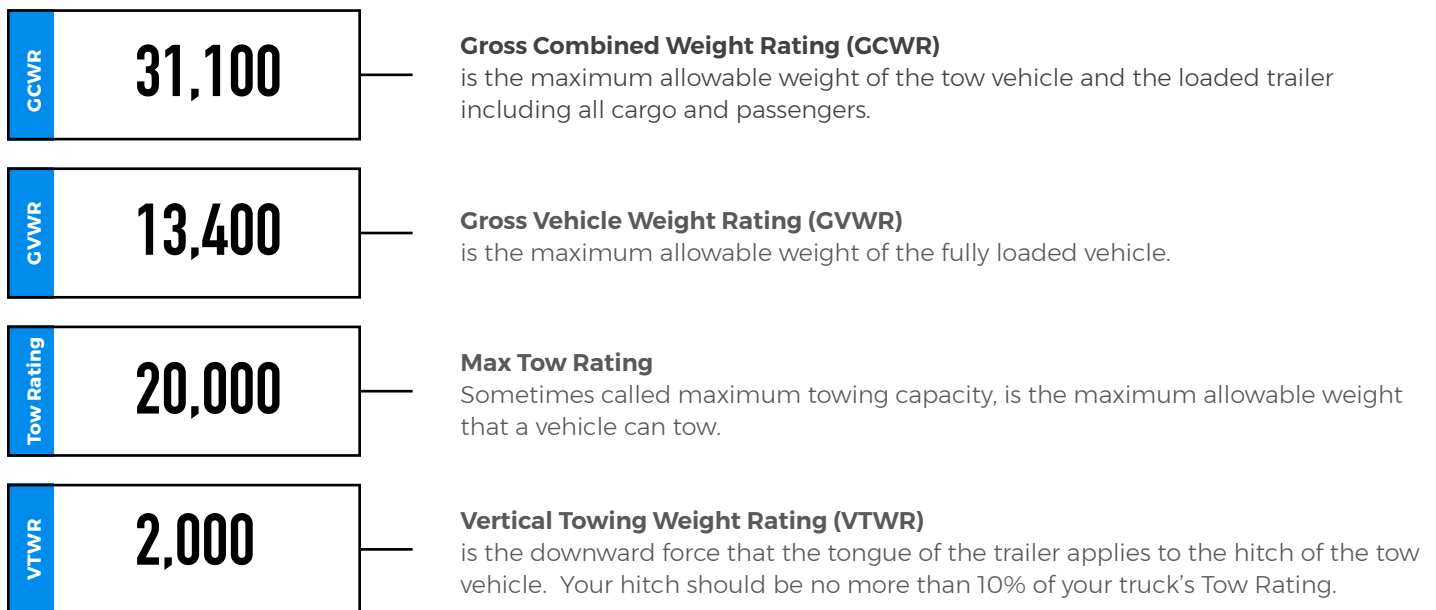 GCWR
31,100
Gross Combined Weight Rating (GCWR)
is the maximum allowable weight of the tow vehicle and the loaded trailer
including all cargo and passengers.
GVWR
13,400
Gross Vehicle Weight Rating (GVWR)
is the maximum allowable weight of the fully loaded vehicle.
Tow Rating
20,000
Max Tow Rating
Sometimes called maximum towing capacity, is the maximum allowable weight
that a vehicle can tow.
VTWR
2,000
Vertical Towing Weight Rating (VTWR)
is the downward force that the tongue of the trailer applies to the hitch of the tow
vehicle.  Your hitch should be no more than 10% of your truck’s Tow Rating.